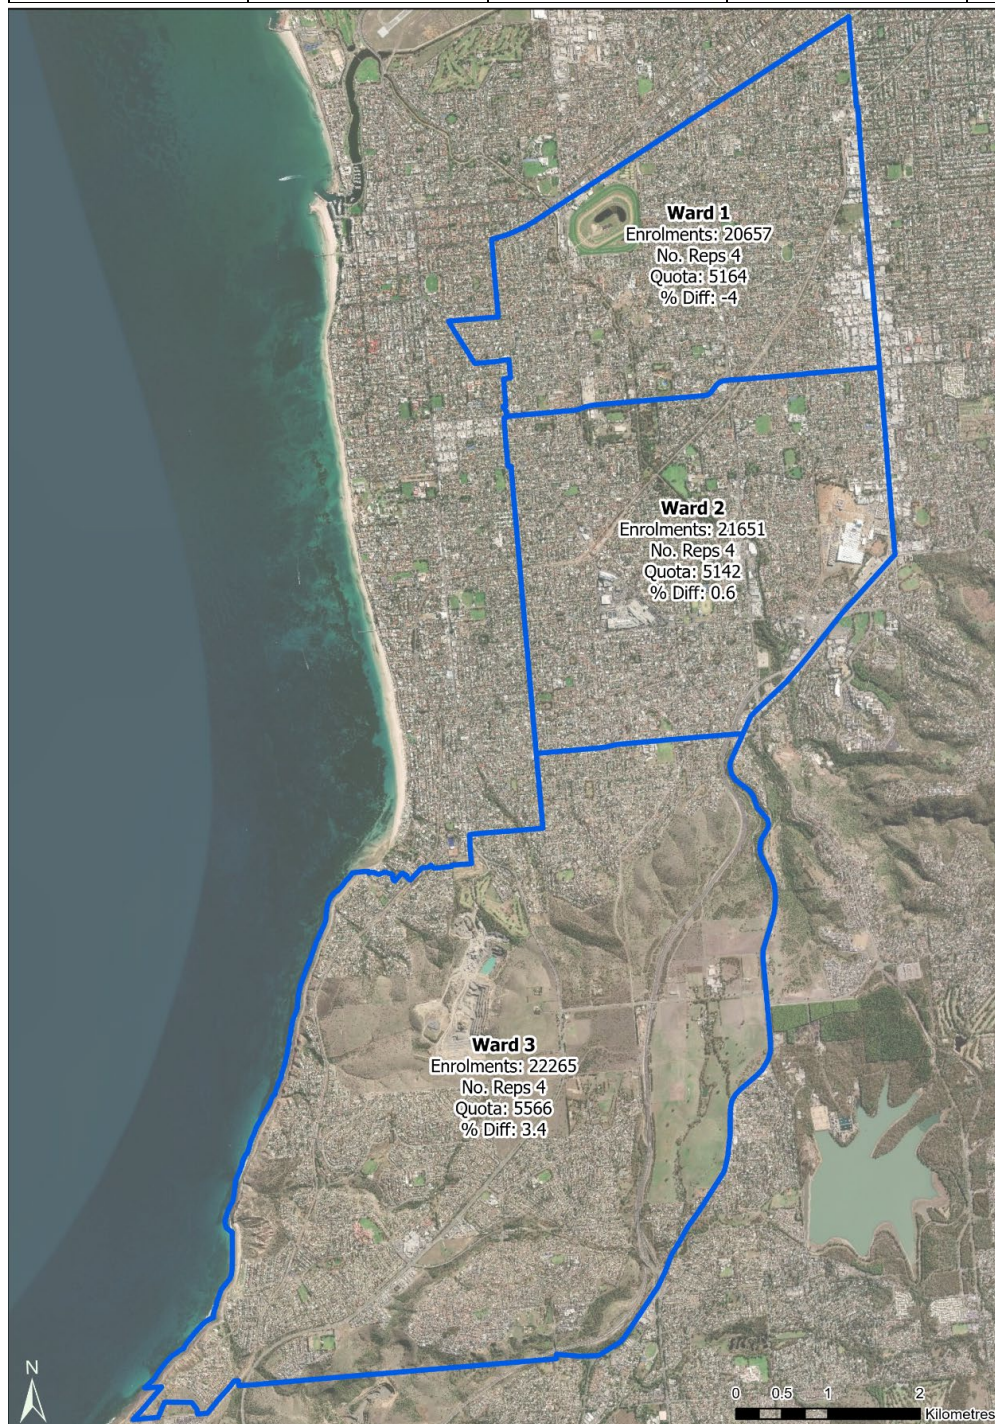 Ward 1
Enrolments: 20657
No. Reps 4
Quota: 5164
% Diff: -4
Ward 2
Enrolments: 21651
No. Reps 4
Quota: 5142
% Diff: 0.6
Ward 3
Enrolments: 22265
No. Reps 4
Quota: 5566
% Diff: 3.4
N
0 0.5 1 2
Kilometres